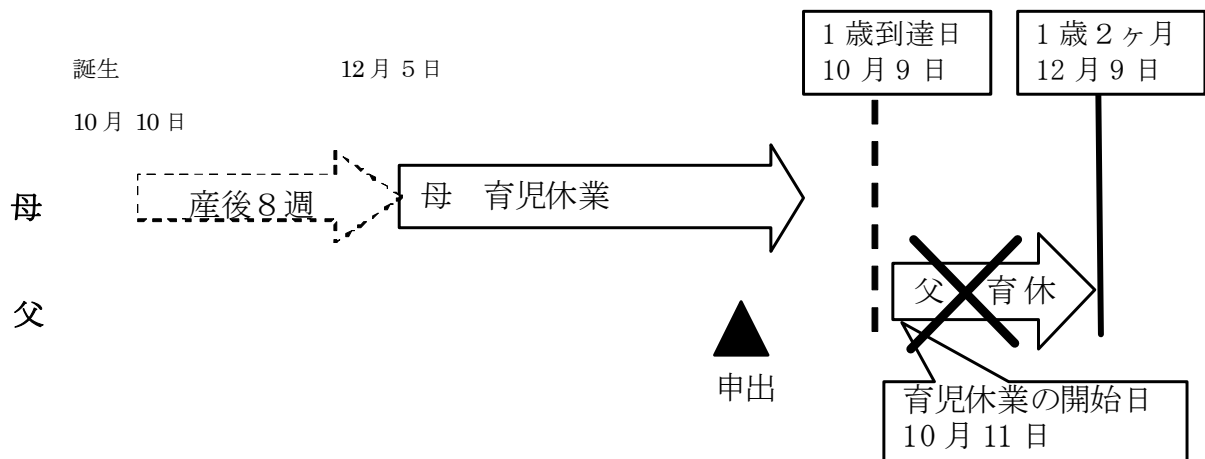 1歳到達日
10月9日
1歳2ヶ月
12月9日
誕生
12月5日
10月 10日
母
産後8週
母 育児休業
父
父 育休
申出
育児休業の開始日
10月11日